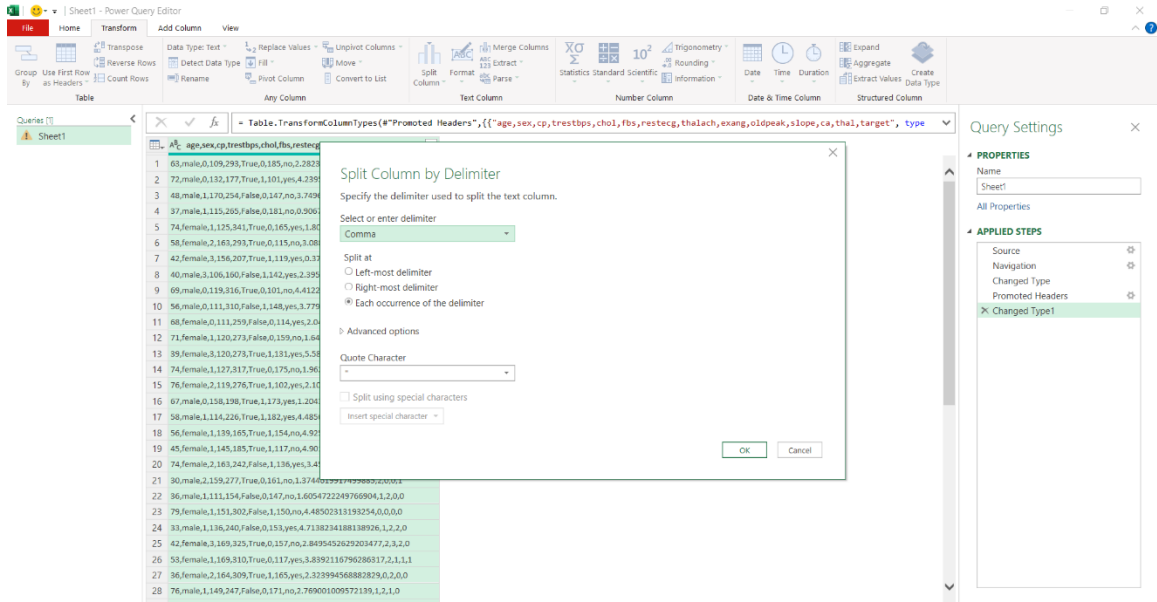 Sheet1 - Power Query Editor
File Home Transform Add Column View
Transpose
Reverse Rows
Count Rows
Group By
Use First Row as Headers
Table
Data Type: Text
Detect Data Type
Rename
Replace Values
Fill
Pivot Column
Unpivot Columns
Move
Convert to List
Any Column
Split Column
Format
Merge Columns
Extract
Parse
Text Column
Statistics
Standard
Scientific
Trigonometry
Rounding
Information
Number Column
Date
Time
Duration
Date & Time Column
Expand
Aggregate
Extract Values
Create Data Type
Structured Column
Queries [1]
Sheet1
= Table.TransformColumnTypes(#"Promoted Headers",{{"age,sex,cp,trestbps,chol,fbs,restecg,thalach,exang,oldpeak,slope,ca,thal,target", type
age,sex,cp,trestbps,chol,fbs,restecg
1 63,male,0,109,293,True,0,185,no,2.2823
2 72,male,0,132,177,True,1,101,yes,4.239
3 48,male,1,170,254,False,0,147,no,3.749
4 37,male,1,115,265,False,0,181,no,0.906
5 74,female,1,125,341,True,0,165,yes,1.80
6 58,female,2,163,293,True,0,115,no,3.08
7 42,female,3,156,207,True,1,119,yes,0.3
8 40,male,3,106,160,False,1,142,yes,2.395
9 69,male,0,119,316,True,0,101,no,4.4122
10 56,male,0,111,310,False,1,148,yes,3.779
11 68,female,0,111,259,False,0,114,yes,2.0
12 71,female,1,120,273,False,0,159,no,1.64
13 39,female,3,120,273,True,1,131,yes,5.58
14 74,female,1,127,317,True,0,175,no,1.96
15 76,female,2,119,276,True,1,102,yes,2.10
16 67,male,0,158,198,True,1,173,yes,1.204
17 58,male,1,114,226,True,1,182,yes,4.485
18 56,female,1,139,165,True,1,154,no,4.92
19 45,male,1,145,185,True,1,117,no,4.90
20 74,female,2,163,242,False,1,136,yes,3.4
21 30,male,2,159,277,True,0,161,no,1.3744
22 36,male,1,111,154,False,0,147,no,1.6054722249766904,1,2,0,0
23 79,female,1,151,302,False,1,150,no,4.48502313193254,0,0,0,0
24 33,male,1,136,240,False,0,153,yes,4.7138234188138926,1,2,2,0
25 42,female,3,169,325,True,0,157,no,2.8495452629203477,2,3,2,0
26 53,female,1,169,310,True,0,117,yes,3.8392116796286317,2,1,1,1
27 36,female,2,164,309,True,1,165,yes,2.323994568882829,0,2,0,0
28 76,male,1,149,247,False,0,171,no,2.769001009572139,1,2,1,0
Split Column by Delimiter
Specify the delimiter used to split the text column.
Select or enter delimiter
Comma
Split at
Left-most delimiter
Right-most delimiter
Each occurrence of the delimiter
Advanced options
Quote Character
"
Split using special characters
Insert special character
OK Cancel
Query Settings
PROPERTIES
Name
Sheet1
All Properties
APPLIED STEPS
Source
Navigation
Changed Type
Promoted Headers
Changed Type1